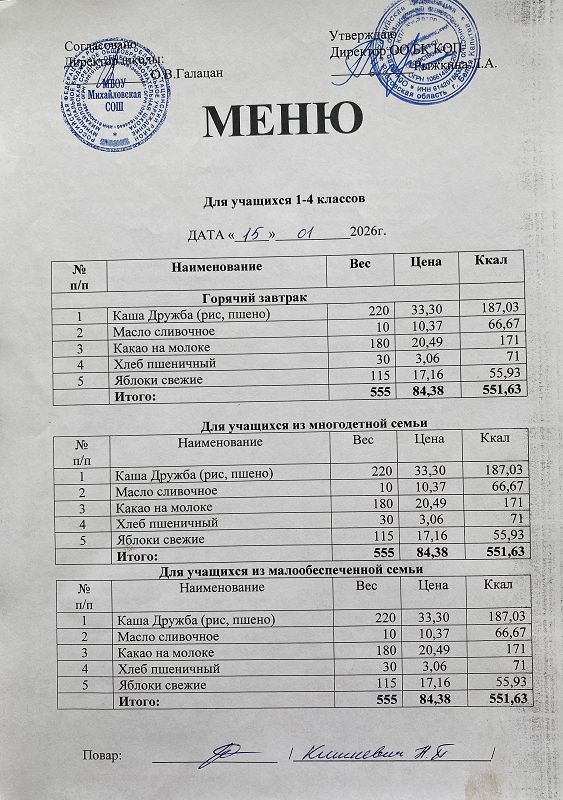 Согласовано:
Директор школы:
О.В.Галацан
Утверждаю
Директор ООО БК КОП
Рыжкина Л.А.
МБОУ
Михайловская
СОШ
МЕНЮ
Для учащихся 1-4 классов
ДАТА « 15 » 01 2026г.
№ п/п Наименование Вес Цена Ккал
Горячий завтрак
1 Каша Дружба (рис, пшено) 220 33,30 187,03
2 Масло сливочное 10 10,37 66,67
3 Какао на молоке 180 20,49 171
4 Хлеб пшеничный 30 3,06 71
5 Яблоки свежие 115 17,16 55,93
Итого: 555 84,38 551,63
Для учащихся из многодетной семьи
№ п/п Наименование Вес Цена Ккал
1 Каша Дружба (рис, пшено) 220 33,30 187,03
2 Масло сливочное 10 10,37 66,67
3 Какао на молоке 180 20,49 171
4 Хлеб пшеничный 30 3,06 71
5 Яблоки свежие 115 17,16 55,93
Итого: 555 84,38 551,63
Для учащихся из малообеспеченной семьи
№ п/п Наименование Вес Цена Ккал
1 Каша Дружба (рис, пшено) 220 33,30 187,03
2 Масло сливочное 10 10,37 66,67
3 Какао на молоке 180 20,49 171
4 Хлеб пшеничный 30 3,06 71
5 Яблоки свежие 115 17,16 55,93
Итого: 555 84,38 551,63
Повар: / Климкевич Н.П /